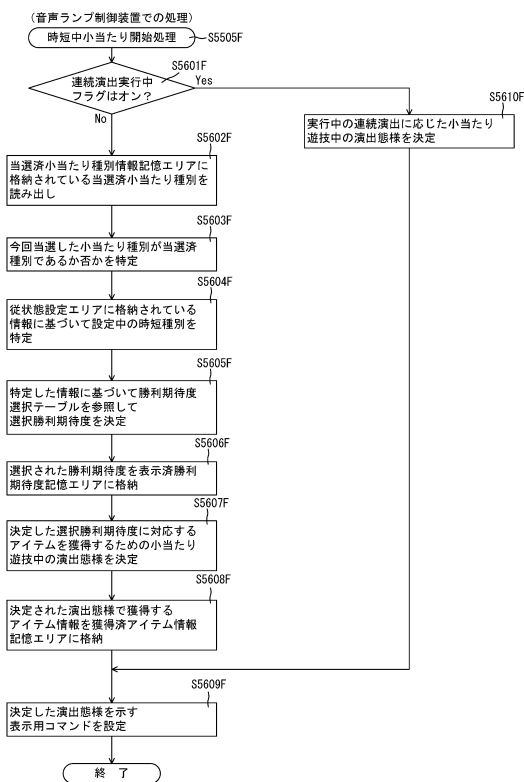 （音声ランプ制御装置での処理）
時短中小当たり開始処理
S5505F
S5601F
連続演出実行中
フラグはオン？
Yes
No
S5610F
実行中の連続演出に応じた小当たり
遊技中の演出態様を決定
S5602F
当選済小当たり種別情報記憶エリアに
格納されている当選済小当たり種別を
読み出し
S5603F
今回当選した小当たり種別が当選済
種別であるか否かを特定
S5604F
従状態設定エリアに格納されている
情報に基づいて設定中の時短種別を
特定
S5605F
特定した情報に基づいて勝利期待度
選択テーブルを参照して
選択勝利期待度を決定
S5606F
選択された勝利期待度を表示済勝利
期待度記憶エリアに格納
S5607F
決定した選択勝利期待度に対応する
アイテムを獲得するための小当たり
遊技中の演出態様を決定
S5608F
決定された演出態様で獲得する
アイテム情報を獲得済アイテム情報
記憶エリアに格納
S5609F
決定した演出態様を示す
表示用コマンドを設定
終 了